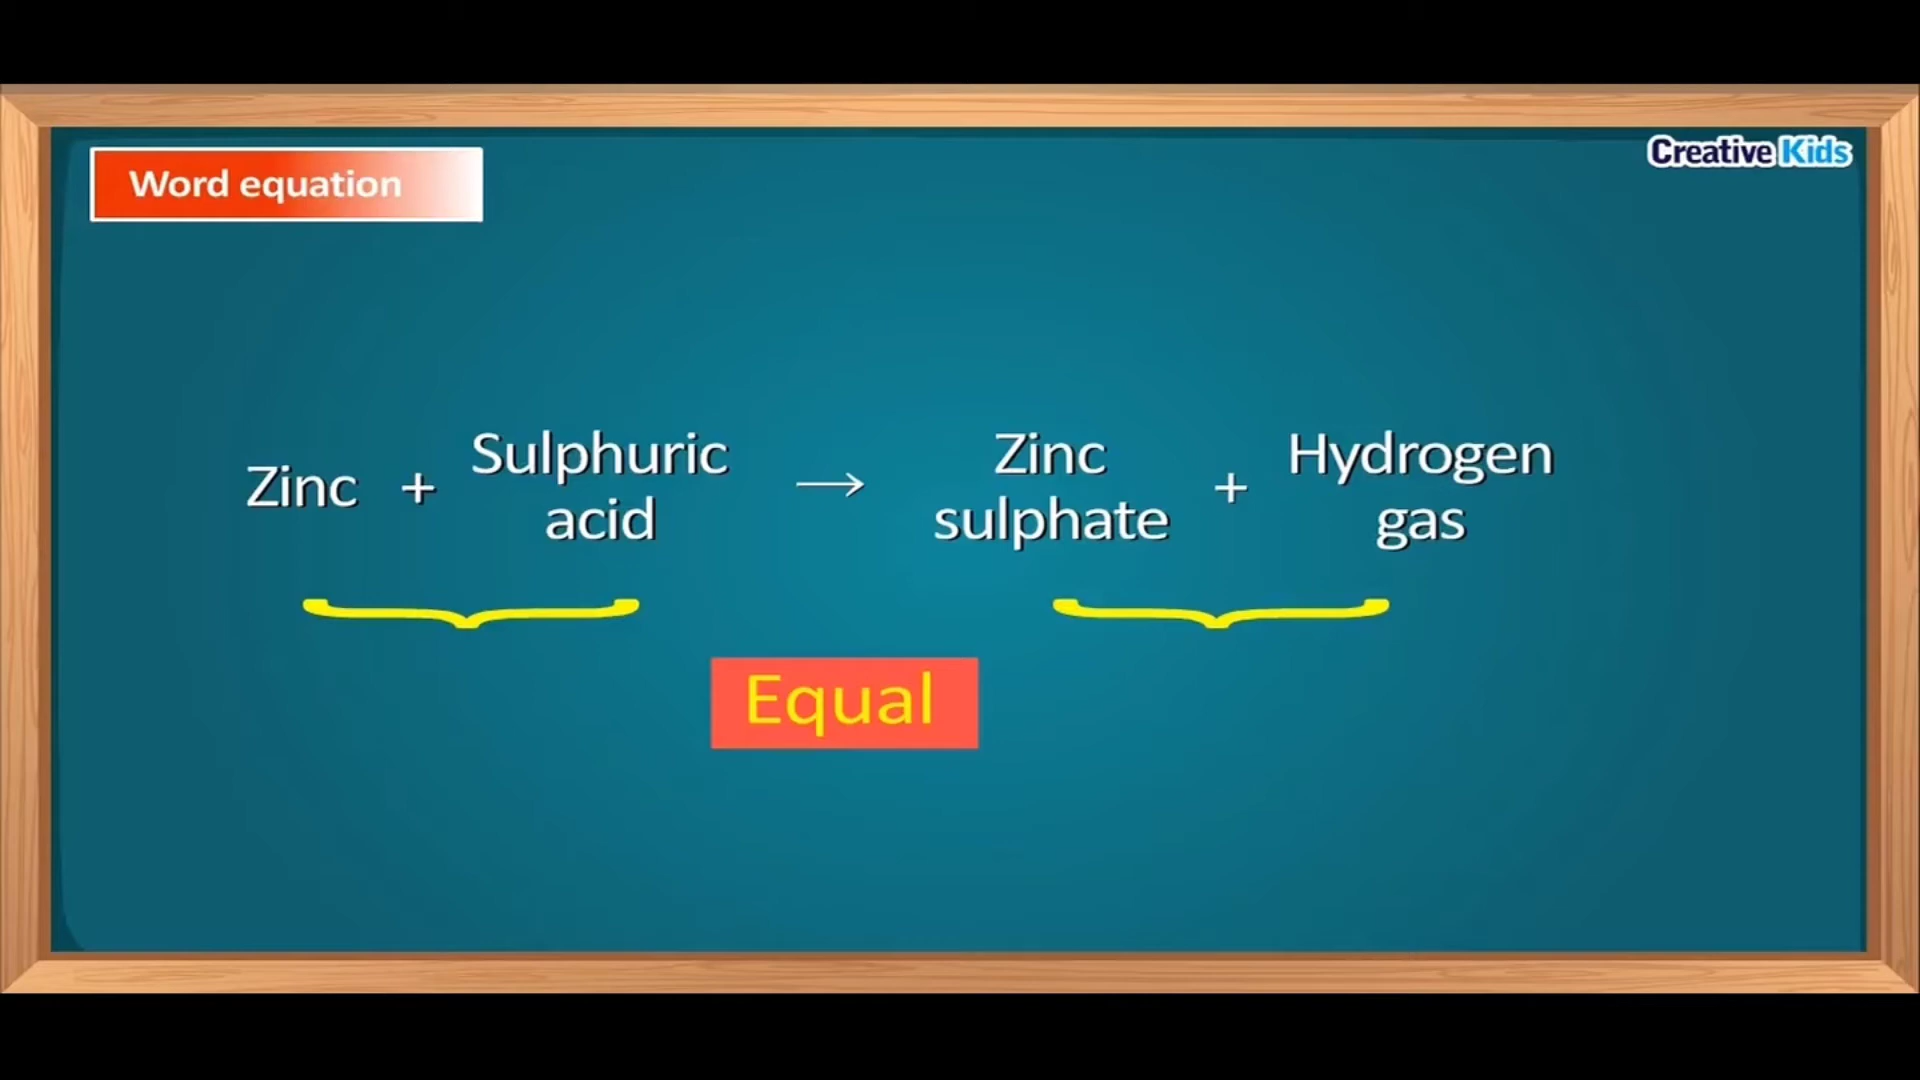 Creative Kids
Word equation
Zinc + Sulphuric acid → Zinc sulphate + Hydrogen gas
Equal